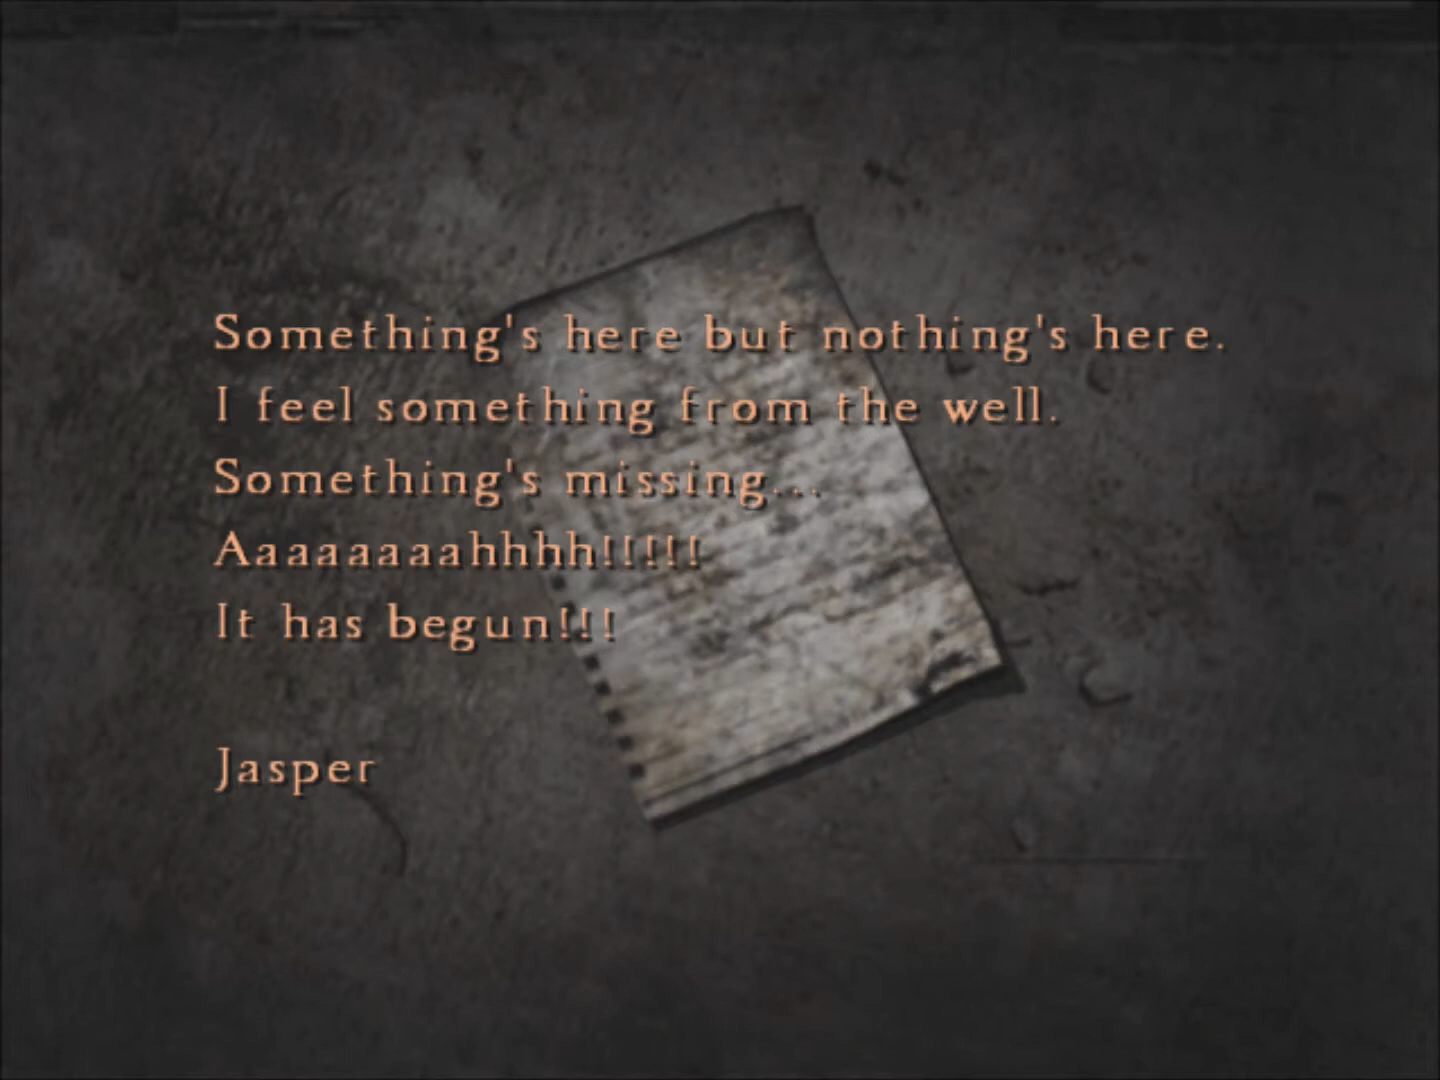 Something's here but nothing's here.
I feel something from the well.
Something's missing...
Aaaaaaaahhhh!!!!!
It has begun!!!
Jasper